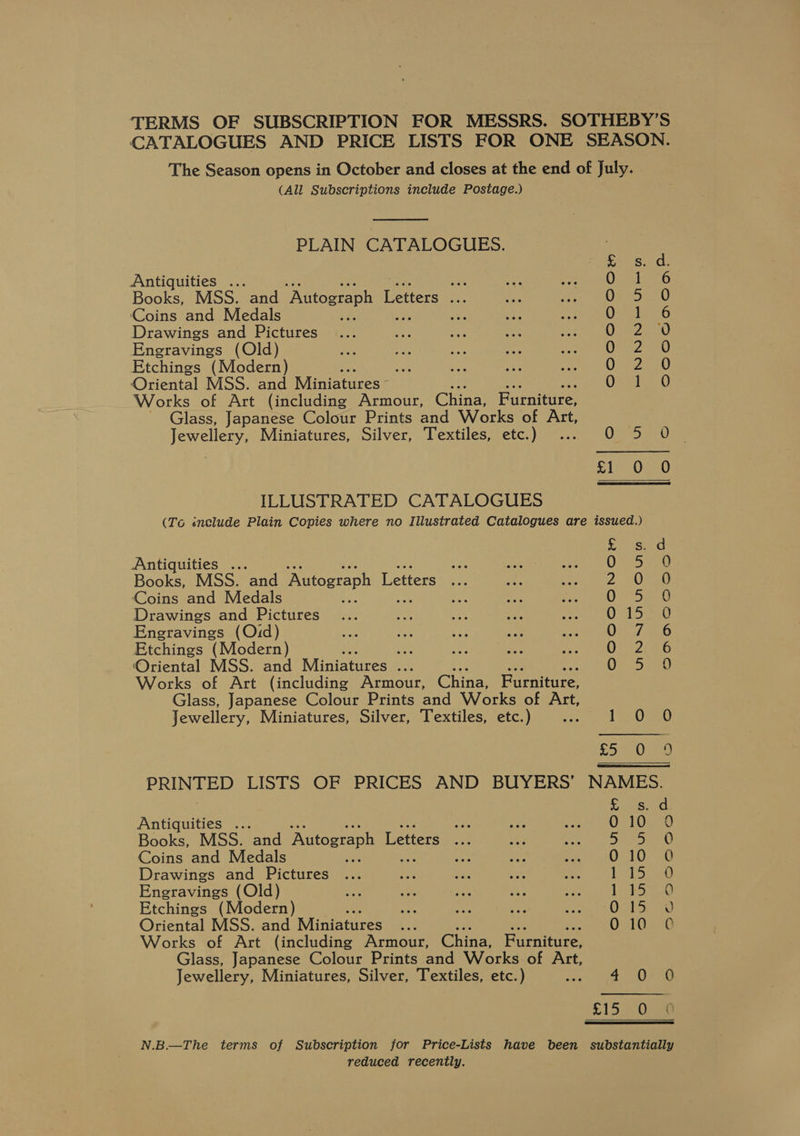 TERMS OF SUBSCRIPTION FOR MESSRS. SOTHEBY'S
CATALOGUES AND PRICE LISTS FOR ONE SEASON.
The Season opens in October and closes at the end of July.
(All Subscriptions include Postage.)
PLAIN CATALOGUES.
£ s. d.
Antiquities ... ... ... ... ... ... ... 0 1 6
Books, MSS. and Autograph Letters ... ... ... 0 5 0
Coins and Medals ... ... ... ... ... 0 1 6
Drawings and Pictures ... ... ... ... ... 0 2 0
Engravings (Old) ... ... ... ... ... 0 2 0
Etchings (Modern) ... ... ... ... ... 0 2 0
Oriental MSS. and Miniatures ... ... ... 0 1 0
Works of Art (including Armour, China, Furniture,
Glass, Japanese Colour Prints and Works of Art,
Jewellery, Miniatures, Silver, Textiles, etc.) ... 0 5 0
£1 0 0
ILLUSTRATED CATALOGUES
(To include Plain Copies where no Illustrated Catalogues are issued.)
£ s. d
Antiquities ... ... ... ... ... ... ... 0 5 0
Books, MSS. and Autograph Letters ... ... ... 2 0 0
Coins and Medals ... ... ... ... ... 0 5 0
Drawings and Pictures ... ... ... ... ... 0 15 0
Engravings (Old) ... ... ... ... ... 0 7 6
Etchings (Modern) ... ... ... ... ... 0 2 6
Oriental MSS. and Miniatures ... ... ... ... 0 5 0
Works of Art (including Armour, China, Furniture,
Glass, Japanese Colour Prints and Works of Art,
Jewellery, Miniatures, Silver, Textiles, etc.) ... 1 0 0
£5 0 0
PRINTED LISTS OF PRICES AND BUYERS' NAMES.
£ s. d
Antiquities ... ... ... ... ... ... ... 0 10 0
Books, MSS. and Autograph Letters ... ... ... 5 5 0
Coins and Medals ... ... ... ... ... 0 10 0
Drawings and Pictures ... ... ... ... ... 1 15 0
Engravings (Old) ... ... ... ... ... 1 15 0
Etchings (Modern) ... ... ... ... ... 0 15 0
Oriental MSS. and Miniatures ... ... ... ... 0 10 0
Works of Art (including Armour, China, Furniture,
Glass, Japanese Colour Prints and Works of Art,
Jewellery, Miniatures, Silver, Textiles, etc.) ... 4 0 0
£15 0 0
N.B.—The terms of Subscription for Price-Lists have been substantially
reduced recently.